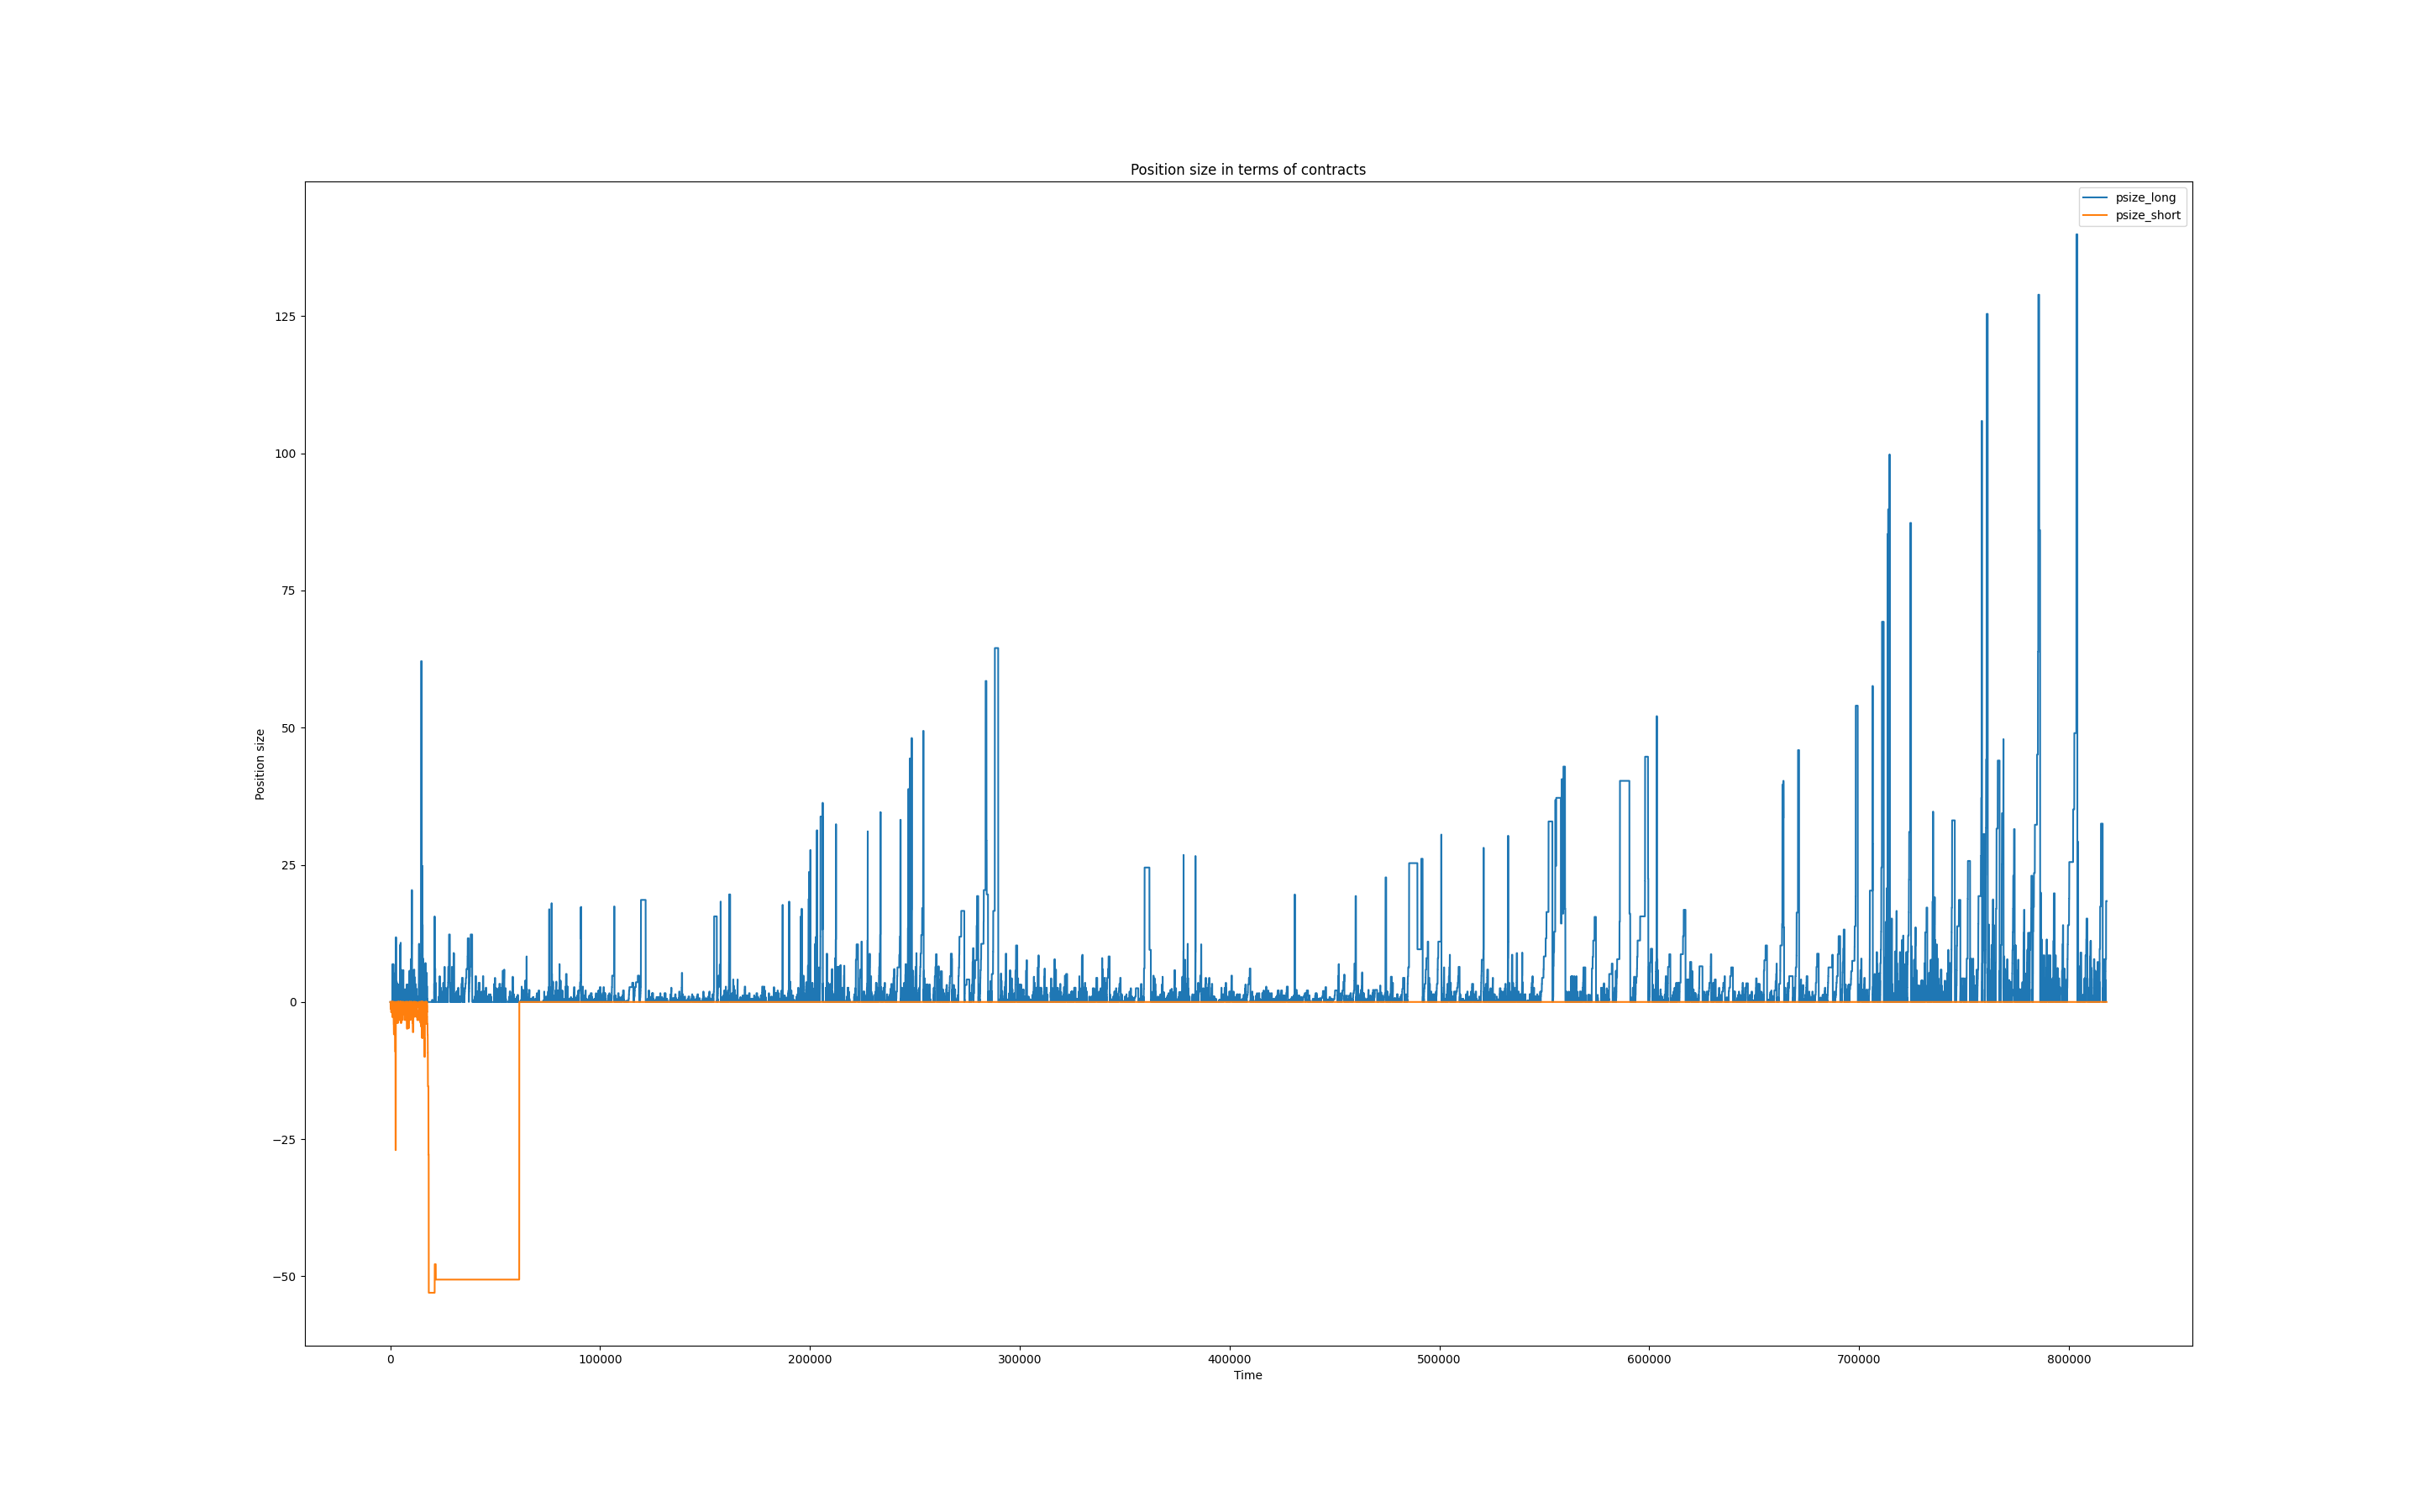 Position size in terms of contracts
psize_long
psize_short
125
100
75
50
25
0
−25
−50
Position size
0 100000 200000 300000 400000 500000 600000 700000 800000
Time